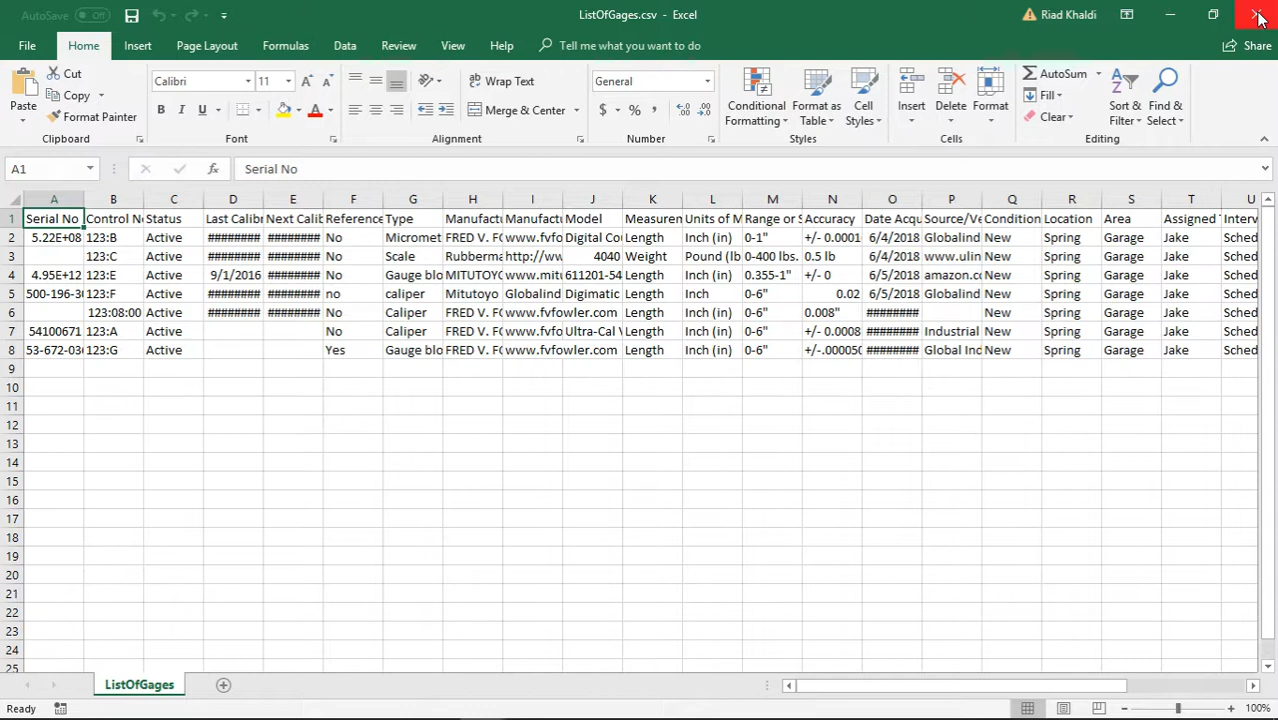 AutoSave Off ListOfGages.csv - Excel Riad Khaldi
File Home Insert Page Layout Formulas Data Review View Help Tell me what you want to do Share
Paste Cut Copy Format Painter
Calibri 11
B I U A
Wrap Text
Merge & Center
General
$ % ,
Conditional Formatting
Format as Table
Cell Styles
Insert Delete Format
AutoSum
Fill
Clear
Sort & Filter
Find & Select
Clipboard Font Alignment Number Styles Cells Editing
A1 fx Serial No
A B C D E F G H I J K L M N O P Q R S T U
1 Serial No Control N Status Last Calibr Next Calib Reference Type Manufact Manufact Model Measuren Units of M Range or S Accuracy Date Acqu Source/Ve Condition Location Area Assigned Interv
2 5.22E+08 123:B Active ######## ######## No Micromet FRED V. FO www.fvfo Digital Co Length Inch (in) 0-1" +/- 0.0001 6/4/2018 Globalind New Spring Garage Jake Sched
3 123:C Active ######## ######## No Scale Rubberma http://ww 4040 Weight Pound (lb 0-400 lbs. 0.5 lb 6/4/2018 www.ulin New Spring Garage Jake Sched
4 4.95E+12 123:E Active 9/1/2016 ######## No Gauge blo MITUTOYO www.mitu 611201-54 Length Inch (in) 0.355-1" +/- 0 6/5/2018 amazon.co New Spring Garage Jake Sched
5 500-196-30 123:F Active ######## ######## no caliper Mitutoyo Globalind Digimatic Length Inch 0-6" 0.02 6/5/2018 Globalind New Spring Garage Jake Sched
6 123:08:00 Active ######## ######## No Caliper FRED V. FO www.fvfowler.com Length Inch (in) 0-6" 0.008" ######## New Spring Garage Jake Sched
7 54100671 123:A Active No Caliper FRED V. FO www.fvfo Ultra-Cal V Length Inch (in) 0-6" +/- 0.0008 ######## Industrial New Spring Garage Jake Sched
8 53-672-030 123:G Active Yes Gauge blo FRED V. FO www.fvfowler.com Length Inch (in) 0-6" +/-.000050 ######## Global Ind New Spring Garage Jake Sched
9
10
11
12
13
14
15
16
17
18
19
20
21
22
23
24
25
ListOfGages
Ready 100%